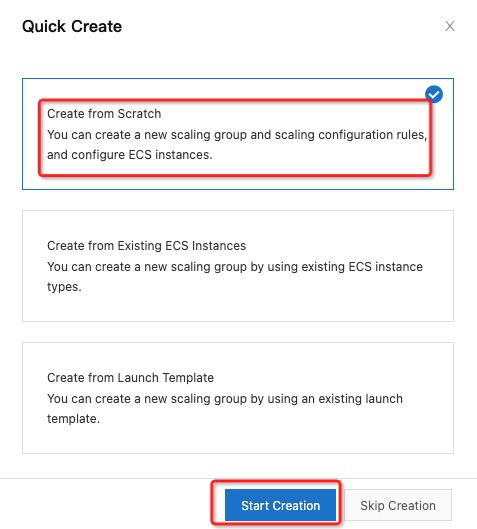 Quick Create
Create from Scratch
You can create a new scaling group and scaling configuration rules,
and configure ECS instances.
Create from Existing ECS Instances
You can create a new scaling group by using existing ECS instance
types.
Create from Launch Template
You can create a new scaling group by using an existing launch
template.
Start Creation
Skip Creation